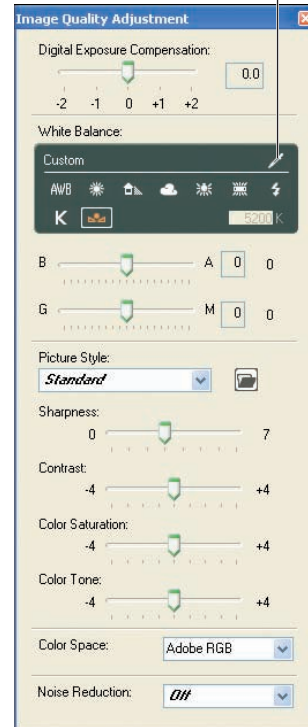 Image Quality Adjustment
Digital Exposure Compensation:
0.0
-2 -1 0 +1 +2
White Balance:
Custom
AWB
K 5200 K
B A 0 0
G M 0 0
Picture Style:
Standard
Sharpness:
0 7
Contrast:
-4 +4
Color Saturation:
-4 +4
Color Tone:
-4 +4
Color Space: Adobe RGB
Noise Reduction: Off